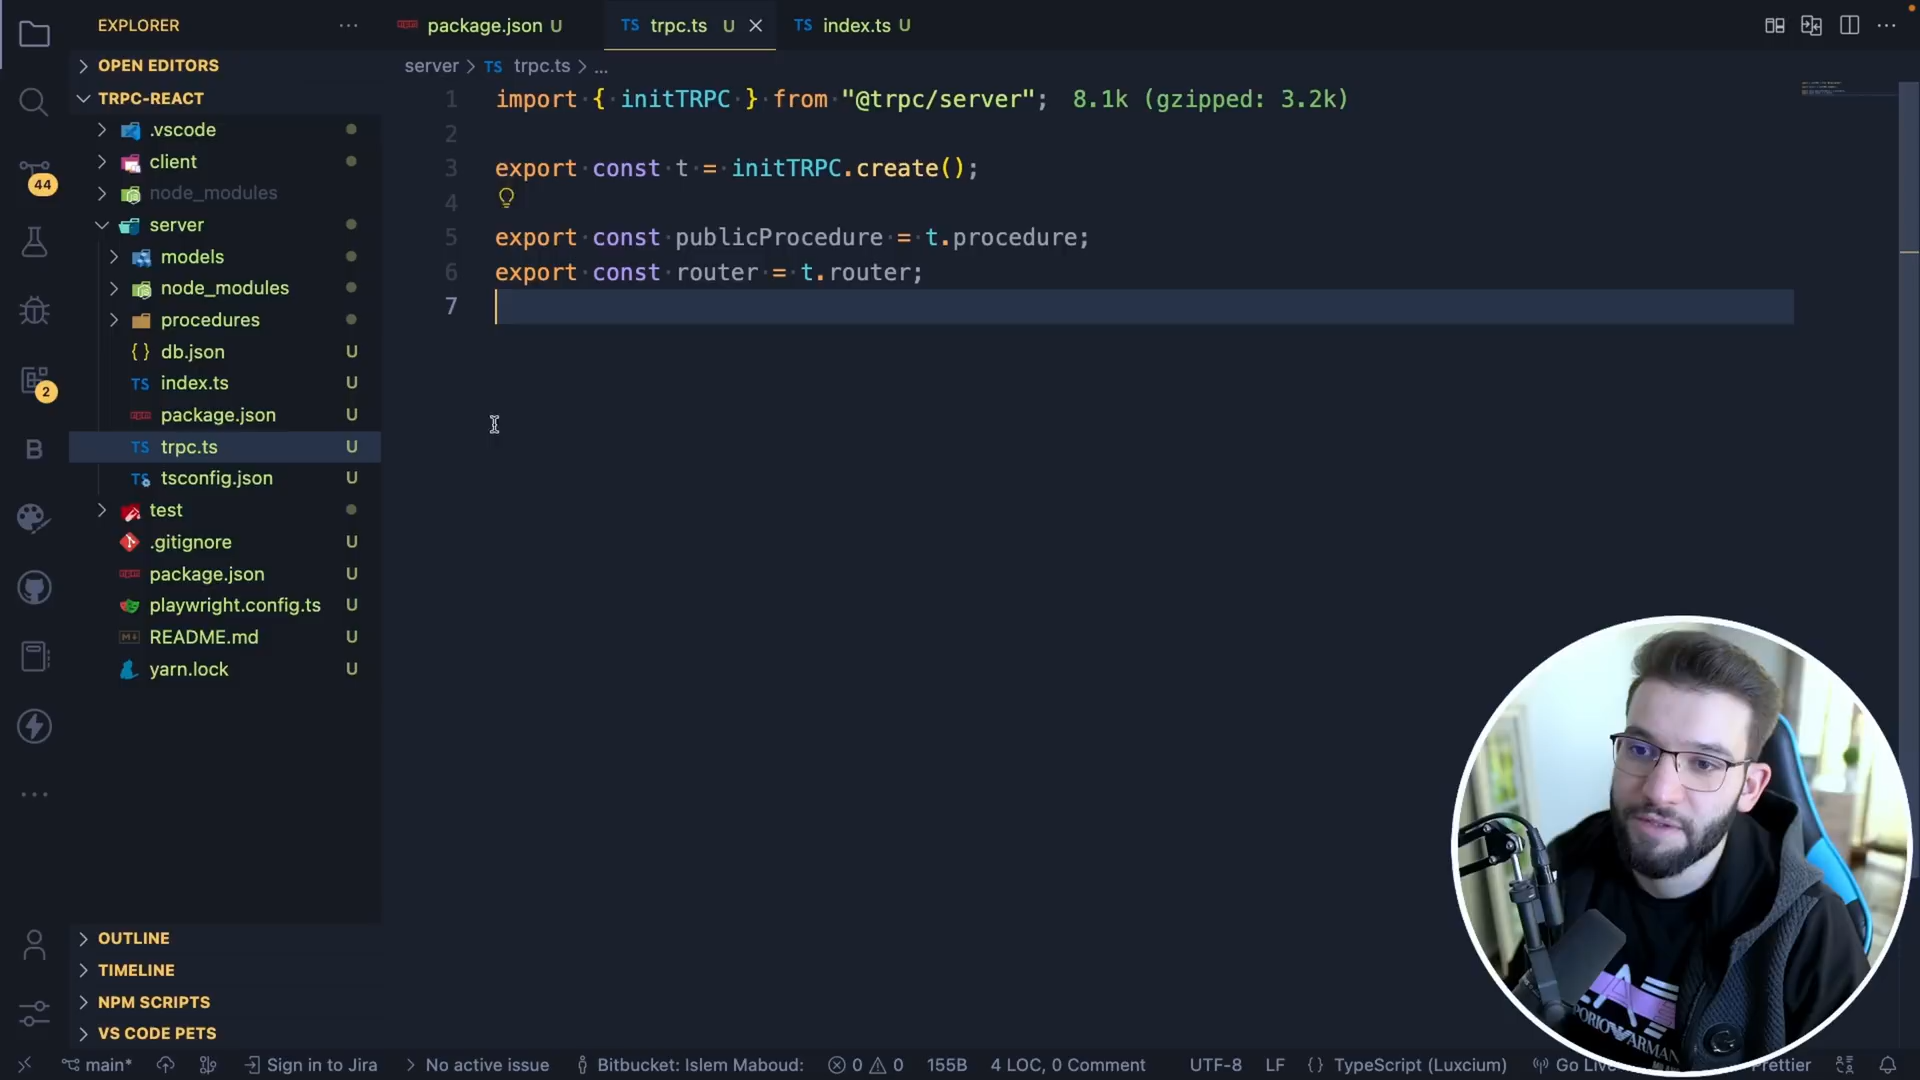 EXPLORER
OPEN EDITORS
TRPC-REACT
.vscode
client
node_modules
server
models
node_modules
procedures
db.json U
index.ts U
package.json U
trpc.ts U
tsconfig.json U
test
.gitignore U
package.json U
playwright.config.ts U
README.md U
yarn.lock U
OUTLINE
TIMELINE
NPM SCRIPTS
VS CODE PETS
44
2
package.json U
TS trpc.ts U
TS index.ts U
server > TS trpc.ts > ...
1 import { initTRPC } from "@trpc/server"; 8.1k (gzipped: 3.2k)
2
3 export const t = initTRPC.create();
4
5 export const publicProcedure = t.procedure;
6 export const router = t.router;
7
main* Sign in to Jira No active issue Bitbucket: Islem Maboud: 0 0 155B 4 LOC, 0 Comment UTF-8 LF {} TypeScript (Luxcium) Go Live Prettier